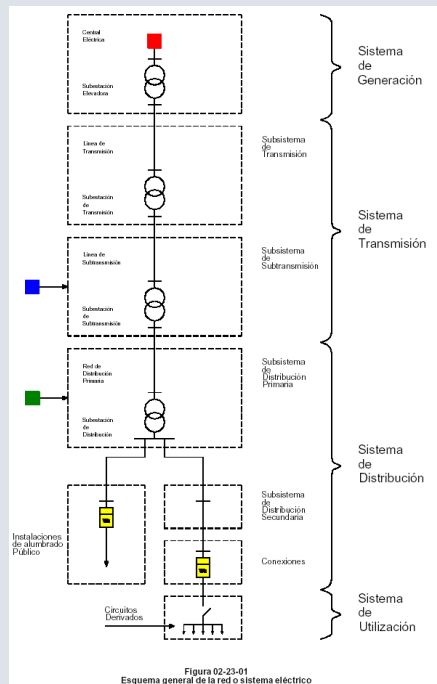 Central
Eléctrica
Subestación
Elevadora
Sistema
de
Generación
Línea de
Transmisión
Subestación
de
Transmisión
Subsistema
de
Transmisión
Sistema
de
Transmisión
Línea de
Subtransmisión
Subestación
de
Subtransmisión
Subsistema
de
Subtransmisión
Red de
Distribución
Primaria
Subestación
de
Distribución
Subsistema
de
Distribución
Primaria
Sistema
de
Distribución
Instalaciones
de alumbrado
Público
Subsistema
de
Distribución
Secundaria
Conexiones
Circuitos
Derivados
Sistema
de
Utilización
Figura 02-23-01
Esquema general de la red o sistema eléctrico